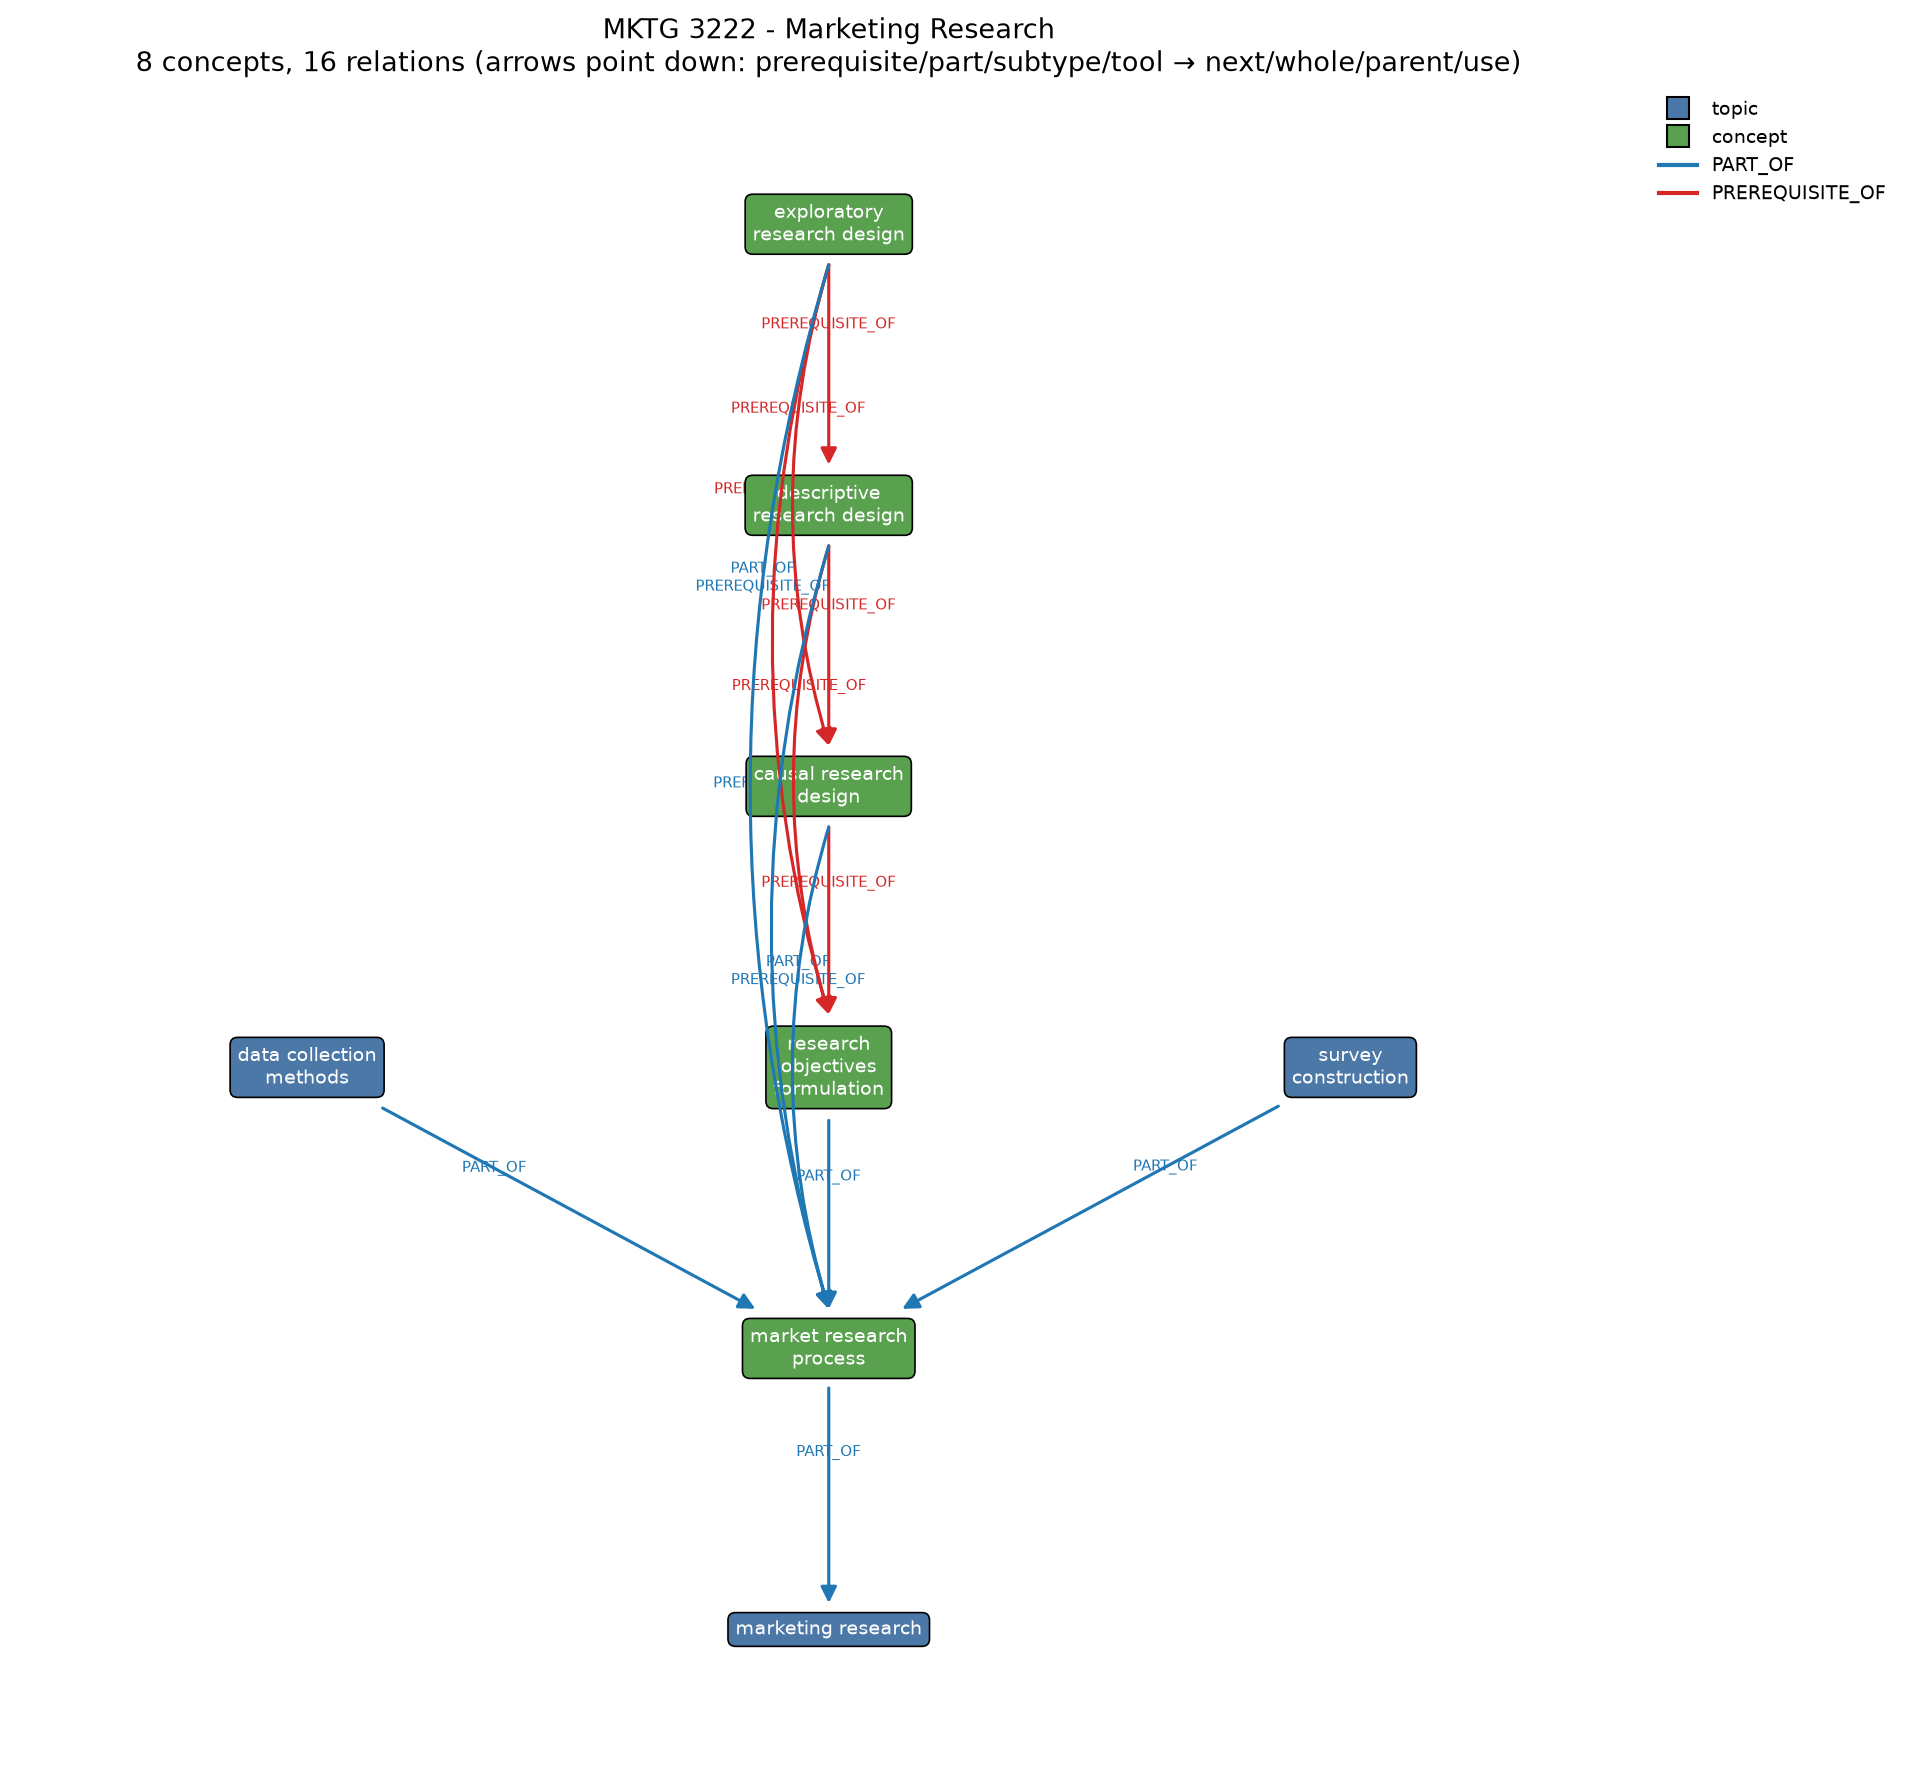 MKTG 3222 - Marketing Research
8 concepts, 16 relations (arrows point down: prerequisite/part/subtype/tool → next/whole/parent/use)
topic
concept
PART_OF
PREREQUISITE_OF
exploratory
research design
PREREQUISITE_OF
PREREQUISITE_OF
descriptive
research design
PART_OF
PREREQUISITE_OF
PREREQUISITE_OF
PREREQUISITE_OF
causal research
design
PREREQUISITE_OF
PART_OF
PREREQUISITE_OF
data collection
methods
research
objectives
formulation
survey
construction
PART_OF
PART_OF
PART_OF
market research
process
PART_OF
marketing research